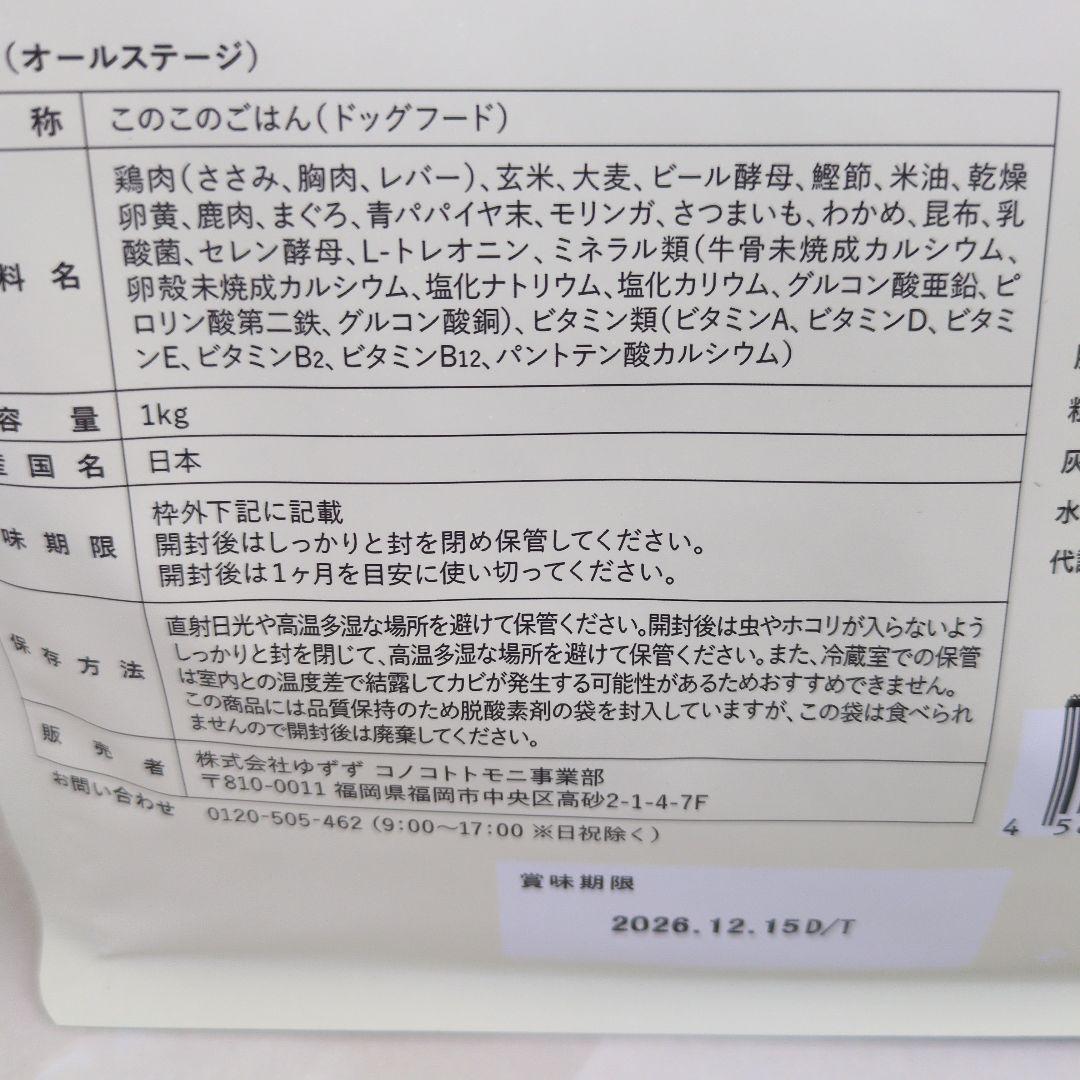 （オールステージ）
称 このこのごはん（ドッグフード）
鶏肉（ささみ、胸肉、レバー）、玄米、大麦、ビール酵母、鰹節、米油、乾燥
卵黄、鹿肉、まぐろ、青パパイヤ末、モリンガ、さつまいも、わかめ、昆布、乳
料名 酸菌、セレン酵母、L-トレオニン、ミネラル類（牛骨未焼成カルシウム、
卵殻未焼成カルシウム、塩化ナトリウム、塩化カリウム、グルコン酸亜鉛、ピ
ロリン酸第二鉄、グルコン酸銅）、ビタミン類（ビタミンA、ビタミンD、ビタミ
ンE、ビタミンB2、ビタミンB12、パントテン酸カルシウム）
容量 1kg
産国名 日本
枠外下記に記載
味期限 開封後はしっかりと封を閉め保管してください。
開封後は1ヶ月を目安に使い切ってください。
直射日光や高温多湿な場所を避けて保管ください。開封後は虫やホコリが入らないよう
保存方法 しっかりと封を閉じて、高温多湿な場所を避けて保管ください。また、冷蔵室での保管
は室内との温度差で結露してカビが発生する可能性があるためおすすめできません。
この商品には品質保持のため脱酸素剤の袋を封入していますが、この袋は食べられ
ませんので開封後は廃棄してください。
販売者 株式会社ゆずず コノコトトモニ事業部
〒810-0011 福岡県福岡市中央区高砂2-1-4-7F
お問い合わせ 0120-505-462（9:00～17:00 ※日祝除く）
賞味期限
2026.12.15D/T
粗
灰
水
代
4 5